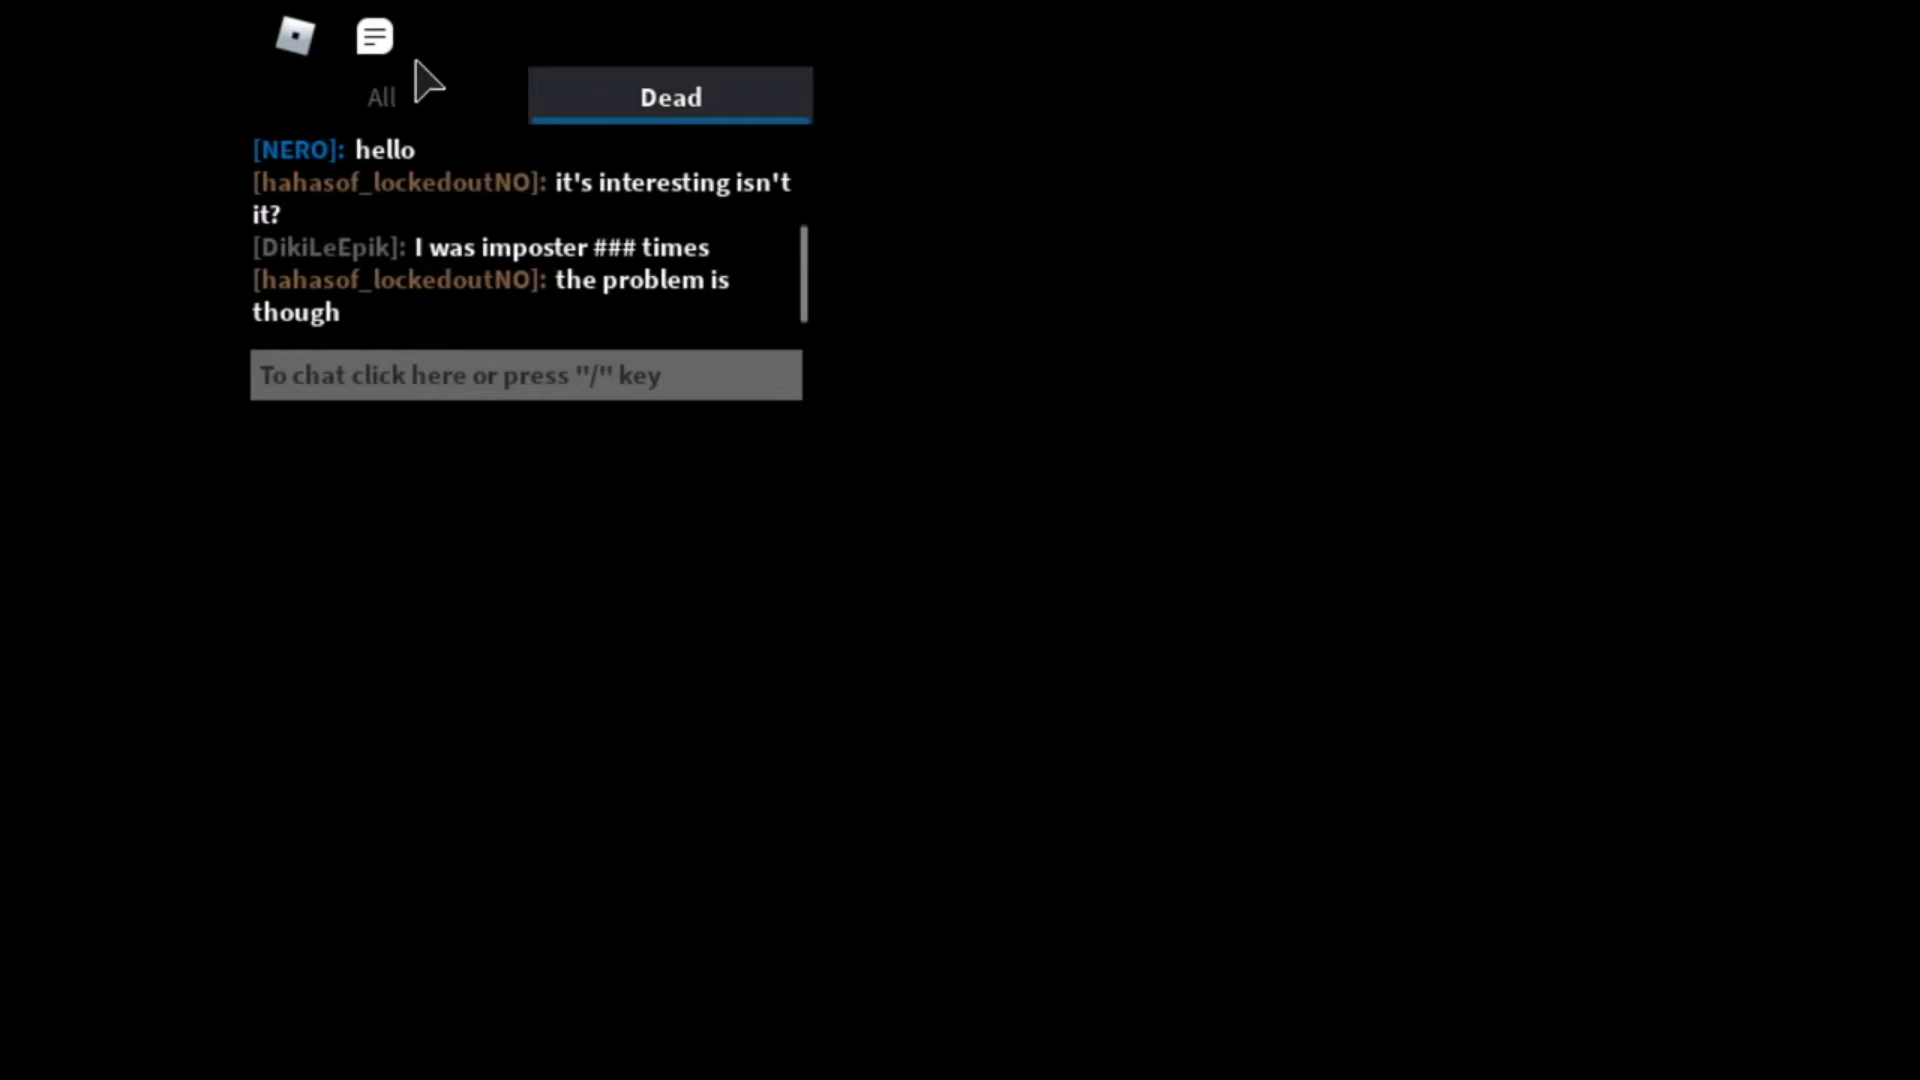 All
Dead
[NERO]: hello
[hahasof_lockedoutNO]: it's interesting isn't
it?
[DikiLeEpik]: I was imposter ### times
[hahasof_lockedoutNO]: the problem is
though
To chat click here or press "/" key